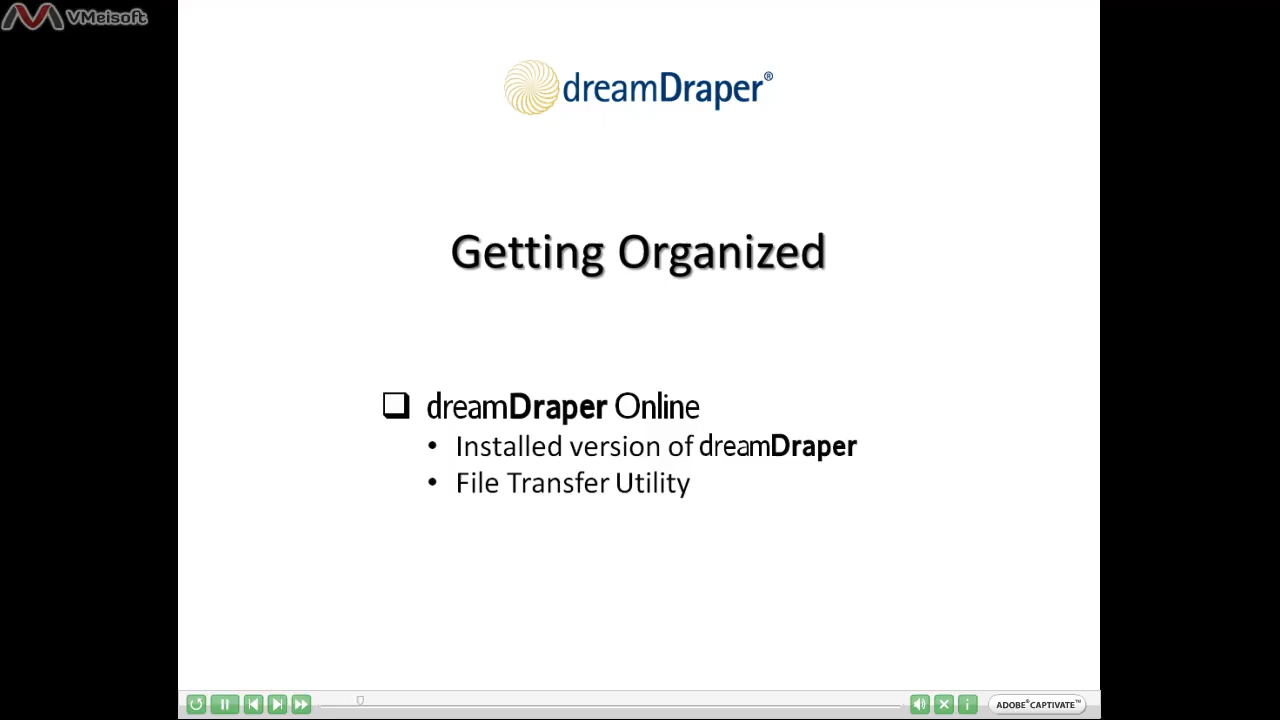 VMeisoft
dreamDraper®
Getting Organized
❑ dreamDraper Online
• Installed version of dreamDraper
• File Transfer Utility
ADOBE® CAPTIVATE™